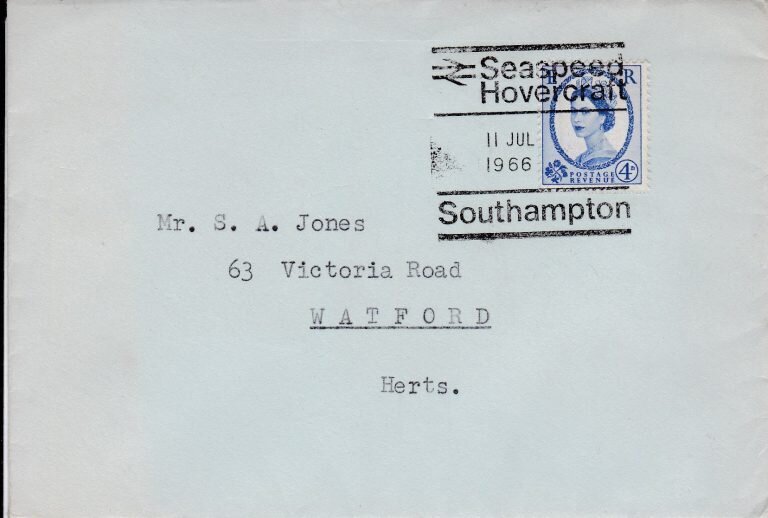 Seaspeed
Hovercraft
11 JUL
1966
Southampton
E R
POSTAGE
REVENUE
4D
Mr. S. A. Jones
63 Victoria Road
WATFORD
Herts.